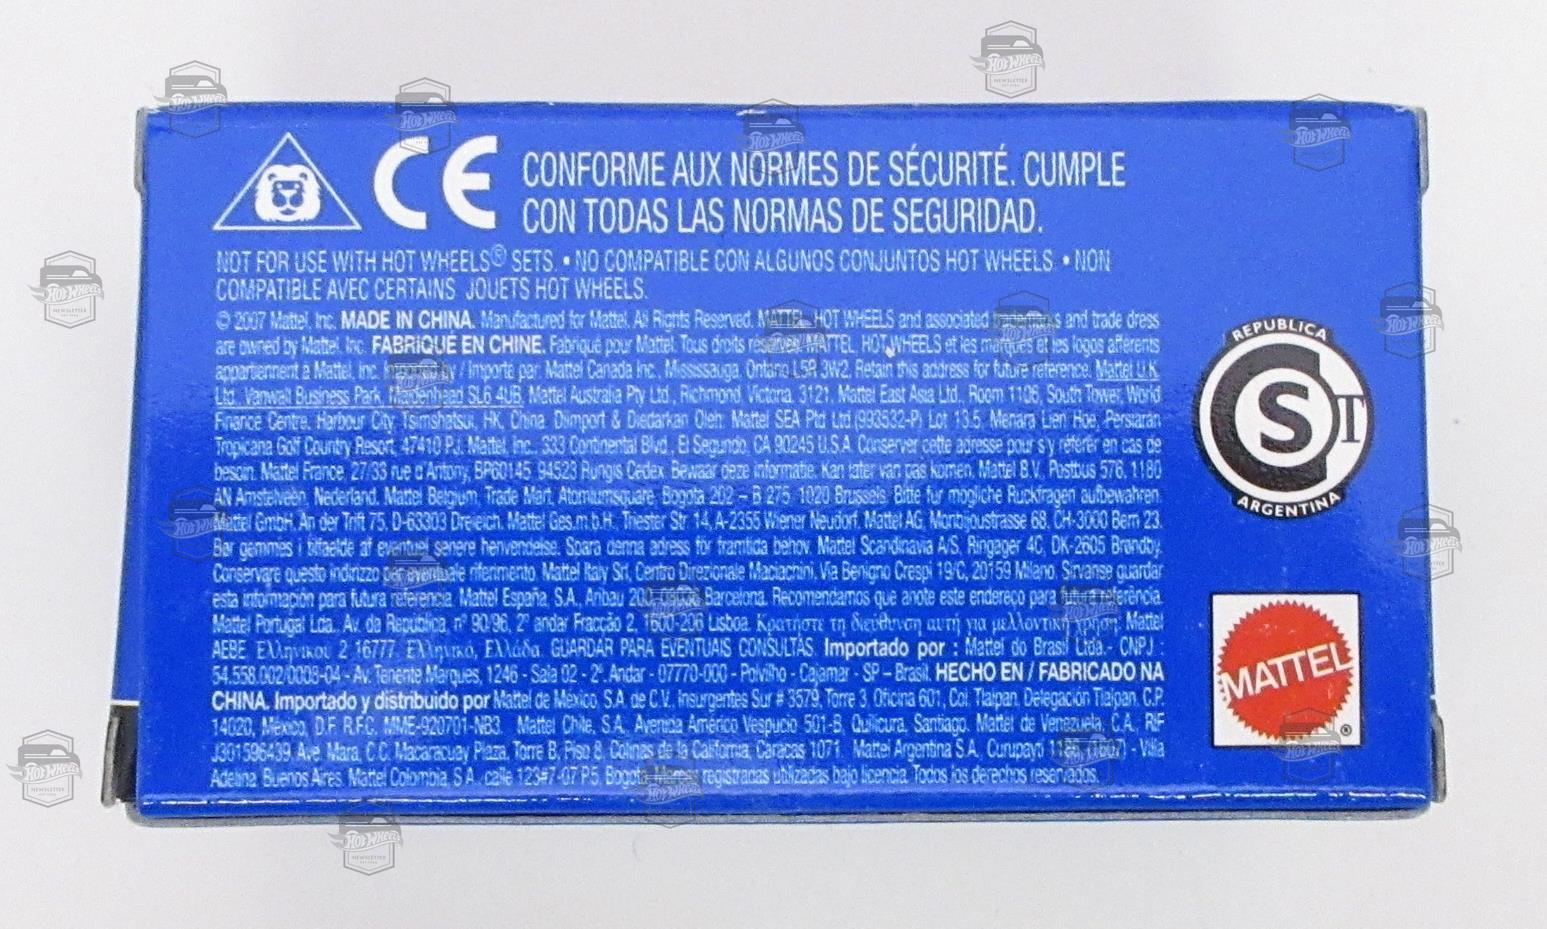 CE CONFORME AUX NORMES DE SÉCURITÉ. CUMPLE
CON TODAS LAS NORMAS DE SEGURIDAD.
NOT FOR USE WITH HOT WHEELS® SETS. • NO COMPATIBLE CON ALGUNOS CONJUNTOS HOT WHEELS • NON
COMPATIBLE AVEC CERTAINS JOUETS HOT WHEELS.
© 2007 Mattel, Inc. MADE IN CHINA. Manufactured for Mattel. All Rights Reserved. MATTEL, HOT WHEELS and associated trademarks and trade dress
are owned by Mattel, Inc. FABRIQUÉ EN CHINE. Fabriqué pour Mattel. Tous droits réservés. MATTEL, HOT WHEELS et les marques et les logos afférents
appartiennent à Mattel, Inc. Imported by / Importé par: Mattel Canada Inc., Mississauga, Ontario L5R 3W2. Retain this address for future reference: Mattel U.K.
Ltd., Vanwall Business Park, Maidenhead SL6 4UB. Mattel Australia Pty Ltd., Richmond, Victoria. 3121. Mattel East Asia Ltd., Room 1106, South Tower, World
Finance Centre, Harbour City, Tsimshatsui, HK, China. Diimport & Diedarkan Oleh: Mattel SEA Ptd Ltd.(993532-P) Lot 13.5, Menara Lien Hoe, Persiaran
Tropicana Golf Country Resort, 47410 PJ. Mattel, Inc., 333 Continental Blvd., El Segundo, CA 90245 U.S.A. Conserver cette adresse pour s'y référer en cas de
besoin. Mattel France, 27/33 rue d'Antony, BP60145, 94523 Rungis Cedex. Bewaar deze informatie. Kan later van pas komen. Mattel B.V., Postbus 576, 1180
AN Amstelveen, Nederland. Mattel Belgium, Trade Mart, Atomiumsquare, Bogota 202 – B 275, 1020 Brussels. Bitte für mögliche Rückfragen aufbewahren.
Mattel GmbH, An der Trift 75, D-63303 Dreieich. Mattel Ges.m.b.H., Triester Str. 14, A-2355 Wiener Neudorf. Mattel AG, Monbijoustrasse 68, CH-3000 Bern 23.
Bør gemmes i tilfælde af eventuel senere henvendelse. Spara denna adress för framtida behov. Mattel Scandinavia A/S, Ringager 4C, DK-2605 Brøndby.
Conservare questo indirizzo per eventuale riferimento. Mattel Italy Srl, Centro Direzionale Maciachini, Via Benigno Crespi 19/C, 20159 Milano. Sírvanse guardar
esta información para futura referencia. Mattel España, S.A., Aribau 200, 08036 Barcelona. Recomendamos que anote este endereço para futura referência.
Mattel Portugal Lda., Av. da República, nº 90/96, 2º andar Fracção 2, 1600-206 Lisboa. Κρατήστε τη διεύθυνση αυτή για μελλοντική χρήση. Mattel
AEBE, Ελληνικού 2, 16777, Ελληνικό, Ελλάδα. GUARDAR PARA EVENTUAIS CONSULTAS. Importado por : Mattel do Brasil Ltda.- CNPJ :
54.558.002/0008-04 - Av. Tenente Marques, 1246 - Sala 02 - 2º Andar - 07770-000 - Polvilho - Cajamar - SP – Brasil. HECHO EN / FABRICADO NA
CHINA. Importado y distribuido por Mattel de México, S.A. de C.V., Insurgentes Sur # 3579, Torre 3, Oficina 601, Col. Tlalpan, Delegación Tlalpan, C.P.
14020, México, D.F. R.F.C. MME-920701-NB3. Mattel Chile, S.A., Avenida Américo Vespucio 501-B, Quilicura, Santiago. Mattel de Venezuela, C.A., RIF
J301596439, Ave. Mara, C.C. Macaracuay Plaza, Torre B, Piso 8, Colinas de la California, Caracas 1071. Mattel Argentina S.A., Curupaytí 1186, (1607) - Villa
Adelina, Buenos Aires. Mattel Colombia, S.A., calle 123#7-07 P.5, Bogotá. Marcas registradas utilizadas bajo licencia. Todos los derechos reservados.
REPUBLICA
S T
ARGENTINA
MATTEL
®